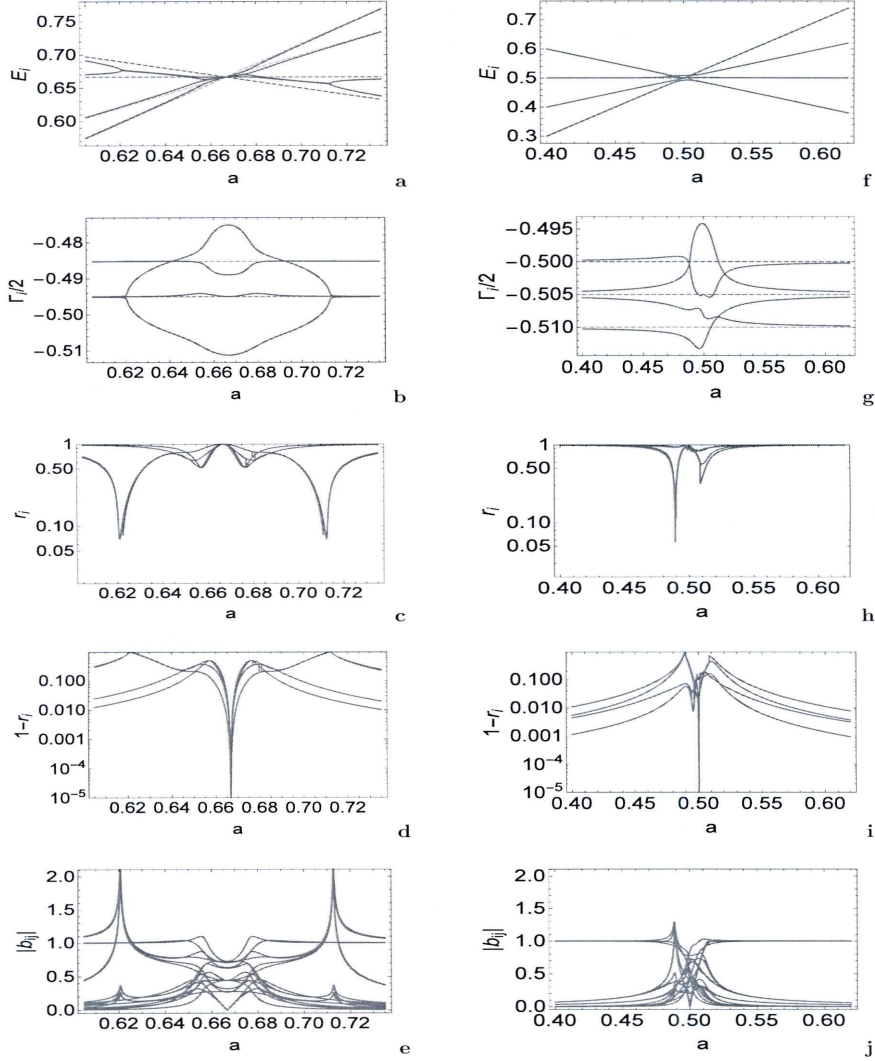 0.75
0.70
0.65
0.60
E_i
0.62 0.64 0.66 0.68 0.70 0.72
a
a
0.7
0.6
0.5
0.4
0.3
E_i
0.40 0.45 0.50 0.55 0.60
a
f
-0.48
-0.49
-0.50
-0.51
Γ_i/2
0.62 0.64 0.66 0.68 0.70 0.72
a
b
-0.495
-0.500
-0.505
-0.510
Γ_i/2
0.40 0.45 0.50 0.55 0.60
a
g
1
0.50
0.10
0.05
r_i
0.62 0.64 0.66 0.68 0.70 0.72
a
c
1
0.50
0.10
0.05
r_i
0.40 0.45 0.50 0.55 0.60
a
h
0.100
0.010
0.001
10⁻⁴
10⁻⁵
1-r_i
0.62 0.64 0.66 0.68 0.70 0.72
a
d
0.100
0.010
0.001
10⁻⁴
10⁻⁵
1-r_i
0.40 0.45 0.50 0.55 0.60
a
i
2.0
1.5
1.0
0.5
0.0
|b_ij|
0.62 0.64 0.66 0.68 0.70 0.72
a
e
2.0
1.5
1.0
0.5
0.0
|b_ij|
0.40 0.45 0.50 0.55 0.60
a
j